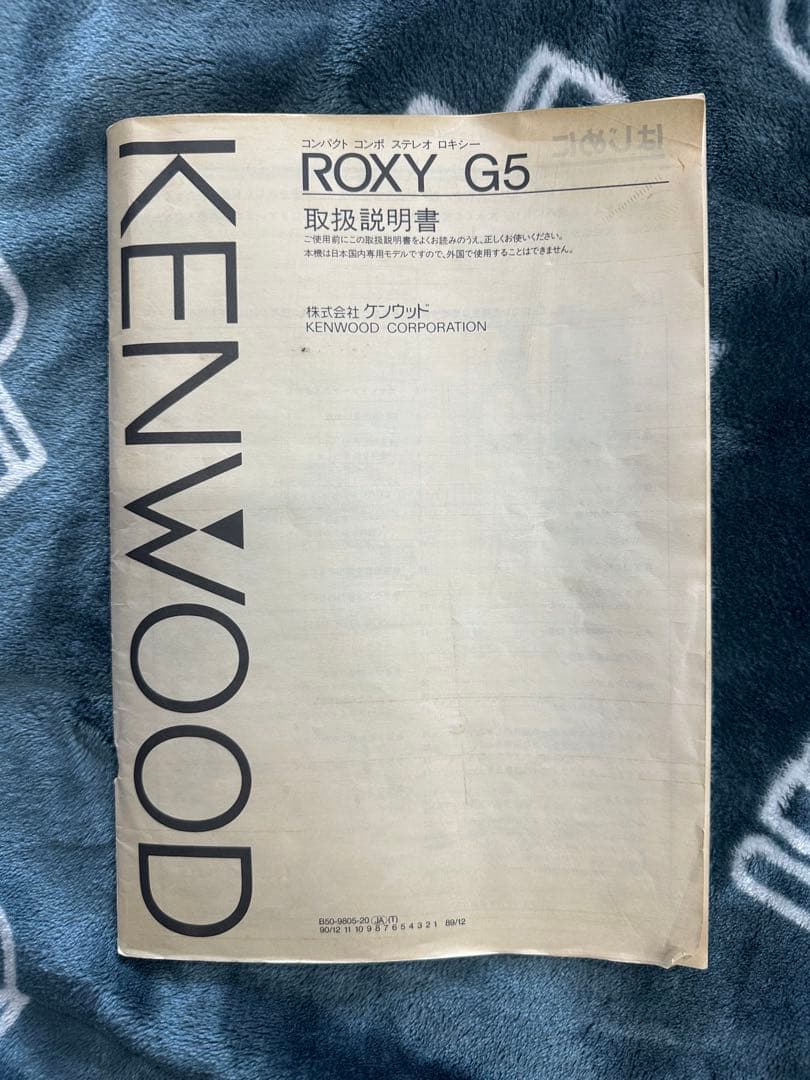 KENWOOD
コンパクト コンポ ステレオ ロキシー
ROXY G5
取扱説明書
ご使用前にこの取扱説明書をよくお読みのうえ、正しくお使いください。
本機は日本国内専用モデルですので、外国で使用することはできません。
株式会社 ケンウッド
KENWOOD CORPORATION
はじめに
B50-9805-20 JA (T)
90/12 11 10 9 8 7 6 5 4 3 2 1 89/12